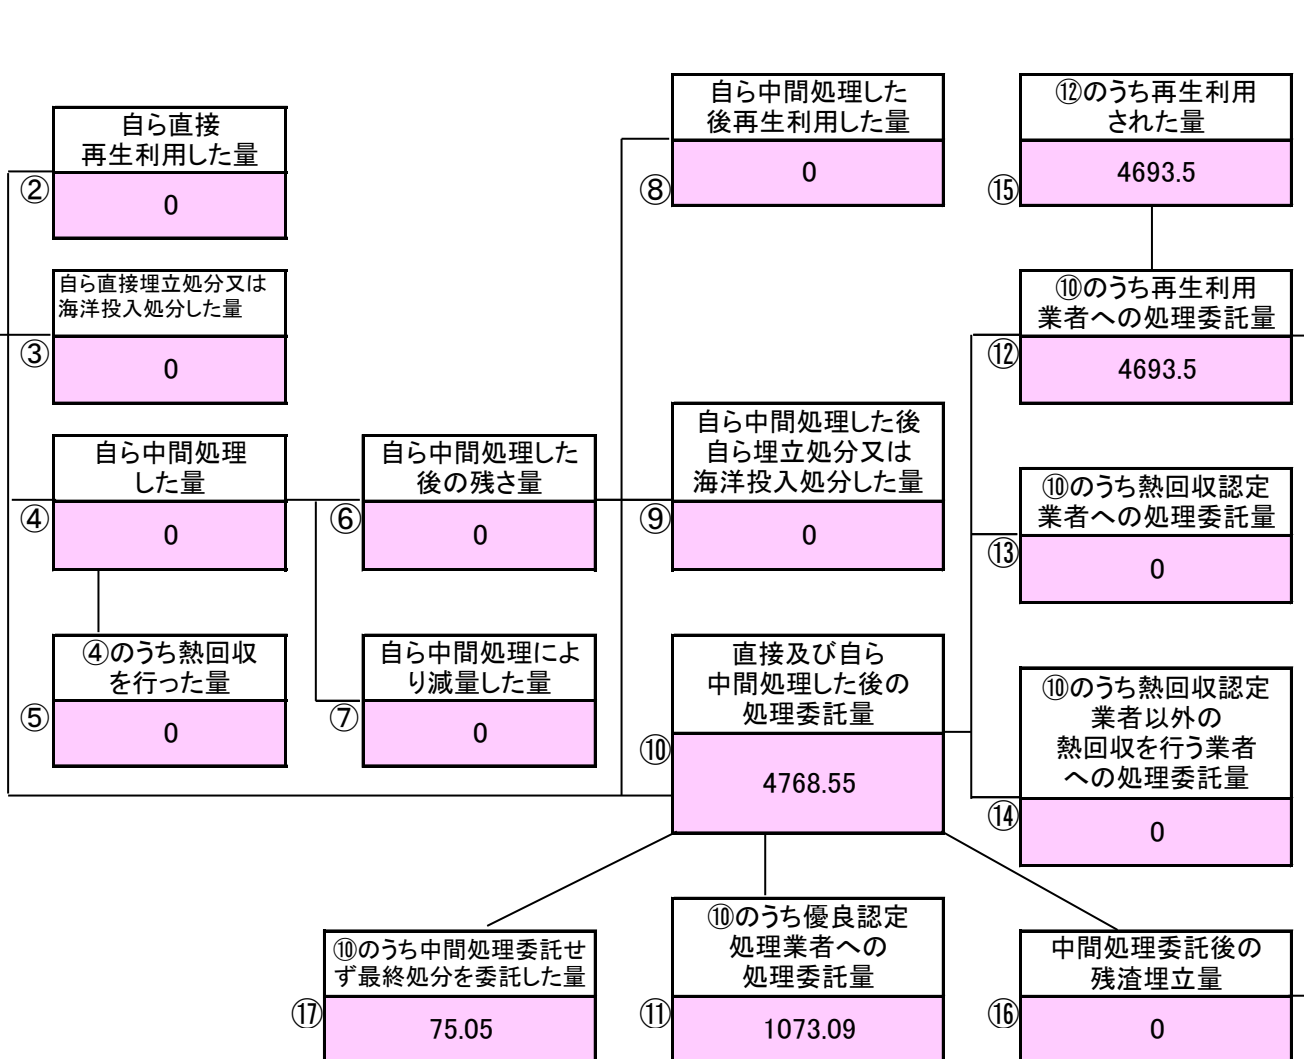 自ら直接
再生利用した量
②
0
自ら直接埋立処分又は
海洋投入処分した量
③
0
自ら中間処理
した量
④
0
④のうち熱回収
を行った量
⑤
0
自ら中間処理した
後の残さ量
⑥
0
自ら中間処理によ
り減量した量
⑦
0
自ら中間処理した
後再生利用した量
⑧
0
自ら中間処理した後
自ら埋立処分又は
海洋投入処分した量
⑨
0
直接及び自ら
中間処理した後の
処理委託量
⑩
4768.55
⑫のうち再生利用
された量
⑮
4693.5
⑩のうち再生利用
業者への処理委託量
⑫
4693.5
⑩のうち熱回収認定
業者への処理委託量
⑬
0
⑩のうち熱回収認定
業者以外の
熱回収を行う業者
への処理委託量
⑭
0
⑩のうち中間処理委託せ
ず最終処分を委託した量
⑰
75.05
⑩のうち優良認定
処理業者への
処理委託量
⑪
1073.09
中間処理委託後の
残渣埋立量
⑯
0